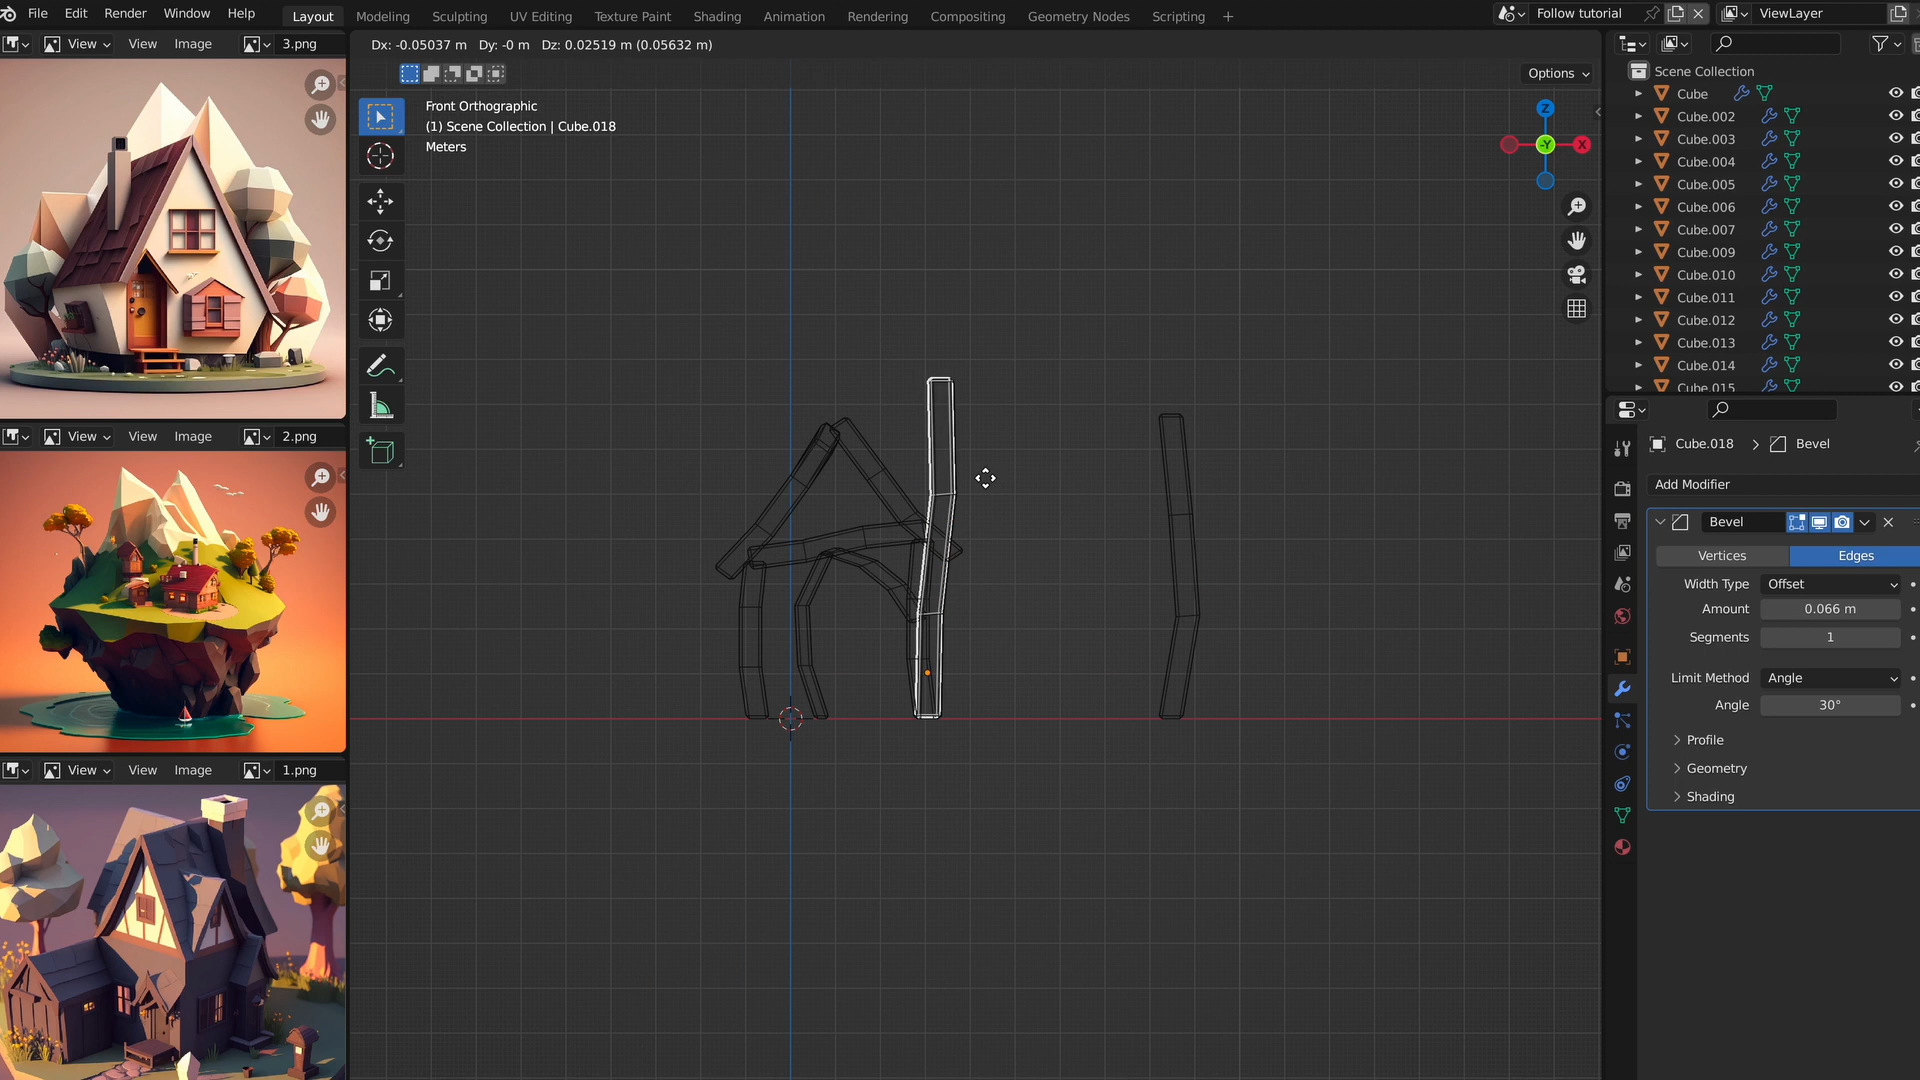 File Edit Render Window Help Layout Modeling Sculpting UV Editing Texture Paint Shading Animation Rendering Compositing Geometry Nodes Scripting + Follow tutorial ViewLayer
View View Image 3.png
Dx: -0.05037 m Dy: -0 m Dz: 0.02519 m (0.05632 m)
Options
Front Orthographic
(1) Scene Collection | Cube.018
Meters
Z
-Y
X
View View Image 2.png
View View Image 1.png
Scene Collection
Cube
Cube.002
Cube.003
Cube.004
Cube.005
Cube.006
Cube.007
Cube.009
Cube.010
Cube.011
Cube.012
Cube.013
Cube.014
Cube.015
Cube.018 Bevel
Add Modifier
Bevel
Vertices Edges
Width Type Offset
Amount 0.066 m
Segments 1
Limit Method Angle
Angle 30°
Profile
Geometry
Shading